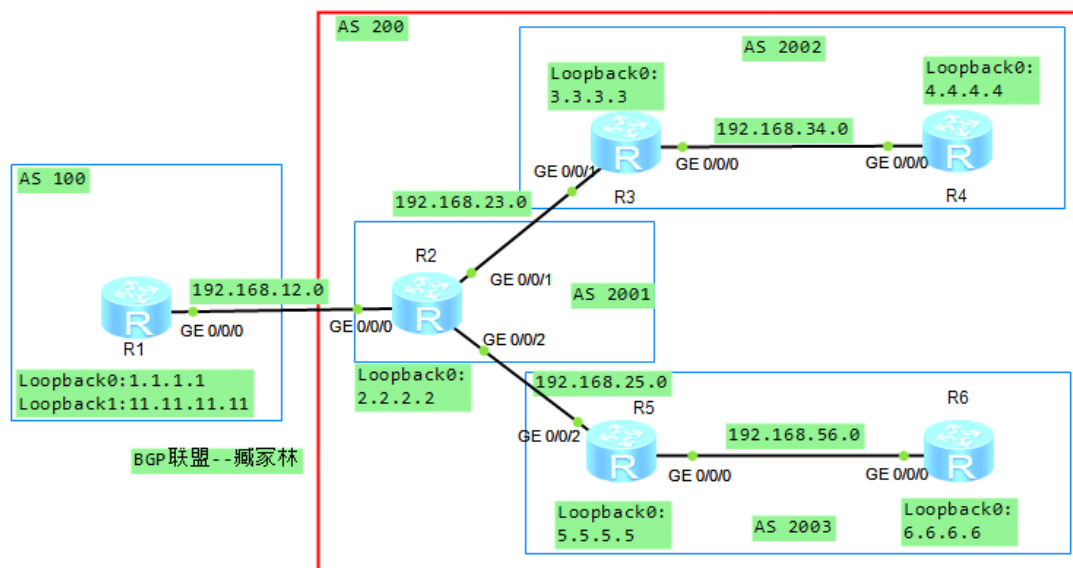 AS 200
AS 2002
Loopback0:
3.3.3.3
Loopback0:
4.4.4.4
192.168.34.0
GE 0/0/1
GE 0/0/0
GE 0/0/0
R3
R4
AS 100
192.168.23.0
R2
GE 0/0/1
AS 2001
192.168.12.0
GE 0/0/0
GE 0/0/0
R1
GE 0/0/2
Loopback0:1.1.1.1
Loopback1:11.11.11.11
Loopback0:
2.2.2.2
192.168.25.0
R5
R6
GE 0/0/2
192.168.56.0
BGP联盟--臧冢林
GE 0/0/0
GE 0/0/0
Loopback0:
5.5.5.5
AS 2003
Loopback0:
6.6.6.6
R
R
R
R
R
R